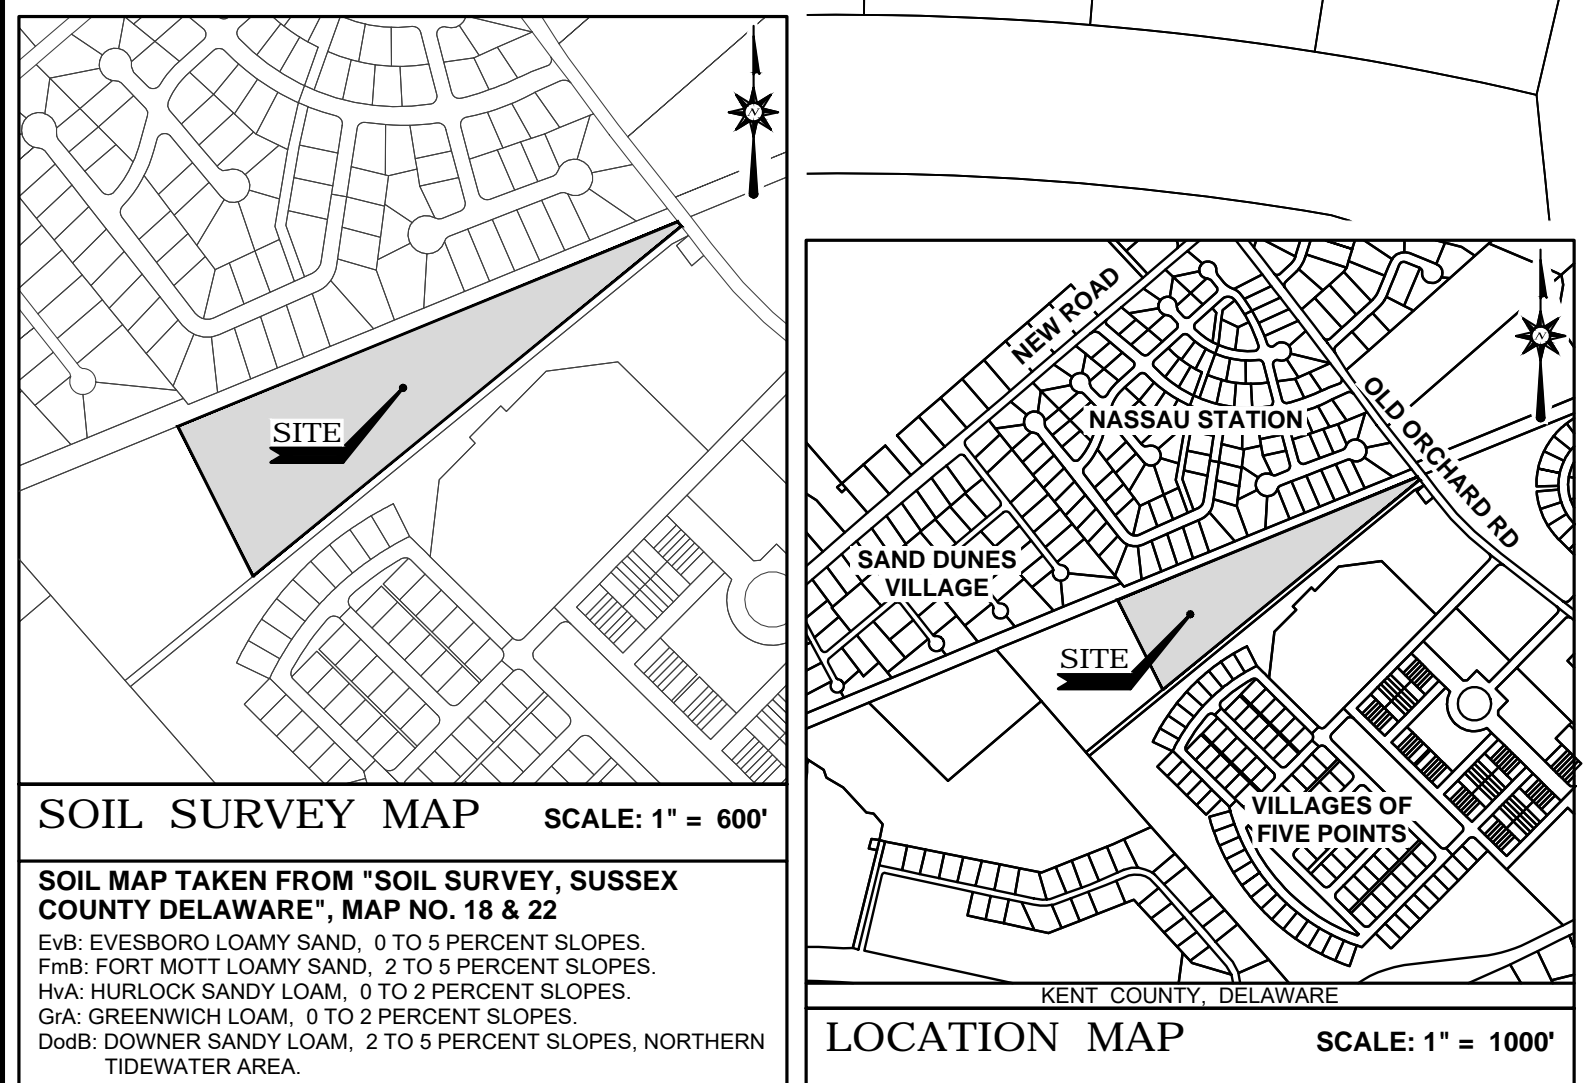 SITE
SOIL SURVEY MAP SCALE: 1" = 600'
SOIL MAP TAKEN FROM "SOIL SURVEY, SUSSEX
COUNTY DELAWARE", MAP NO. 18 & 22
EvB: EVESBORO LOAMY SAND, 0 TO 5 PERCENT SLOPES.
FmB: FORT MOTT LOAMY SAND, 2 TO 5 PERCENT SLOPES.
HvA: HURLOCK SANDY LOAM, 0 TO 2 PERCENT SLOPES.
GrA: GREENWICH LOAM, 0 TO 2 PERCENT SLOPES.
DodB: DOWNER SANDY LOAM, 2 TO 5 PERCENT SLOPES, NORTHERN
TIDEWATER AREA.
N
NEW ROAD
OLD ORCHARD RD
NASSAU STATION
SAND DUNES
VILLAGE
SITE
VILLAGES OF
FIVE POINTS
N
KENT COUNTY, DELAWARE
LOCATION MAP SCALE: 1" = 1000'